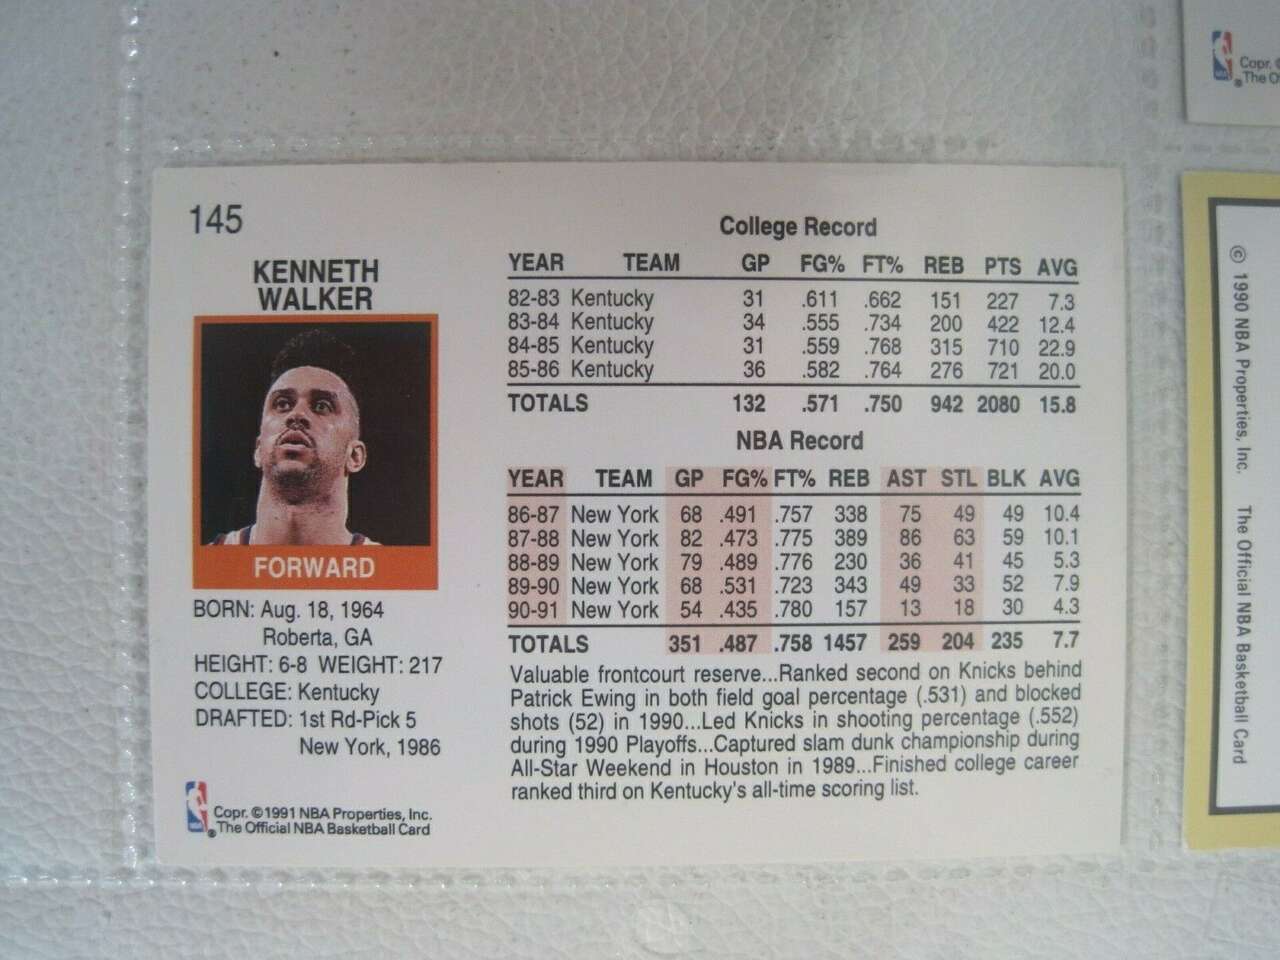 145
KENNETH
WALKER
FORWARD
BORN: Aug. 18, 1964
Roberta, GA
HEIGHT: 6-8 WEIGHT: 217
COLLEGE: Kentucky
DRAFTED: 1st Rd-Pick 5
New York, 1986
NBA
®
Copr. ©1991 NBA Properties, Inc.
The Official NBA Basketball Card
College Record
YEAR TEAM GP FG% FT% REB PTS AVG
82-83 Kentucky 31 .611 .662 151 227 7.3
83-84 Kentucky 34 .555 .734 200 422 12.4
84-85 Kentucky 31 .559 .768 315 710 22.9
85-86 Kentucky 36 .582 .764 276 721 20.0
TOTALS 132 .571 .750 942 2080 15.8
NBA Record
YEAR TEAM GP FG% FT% REB AST STL BLK AVG
86-87 New York 68 .491 .757 338 75 49 49 10.4
87-88 New York 82 .473 .775 389 86 63 59 10.1
88-89 New York 79 .489 .776 230 36 41 45 5.3
89-90 New York 68 .531 .723 343 49 33 52 7.9
90-91 New York 54 .435 .780 157 13 18 30 4.3
TOTALS 351 .487 .758 1457 259 204 235 7.7
Valuable frontcourt reserve...Ranked second on Knicks behind
Patrick Ewing in both field goal percentage (.531) and blocked
shots (52) in 1990...Led Knicks in shooting percentage (.552)
during 1990 Playoffs...Captured slam dunk championship during
All-Star Weekend in Houston in 1989...Finished college career
ranked third on Kentucky's all-time scoring list.
NBA
®
Copr. ©
The O
© 1990 NBA Properties, Inc. The Official NBA Basketball Card